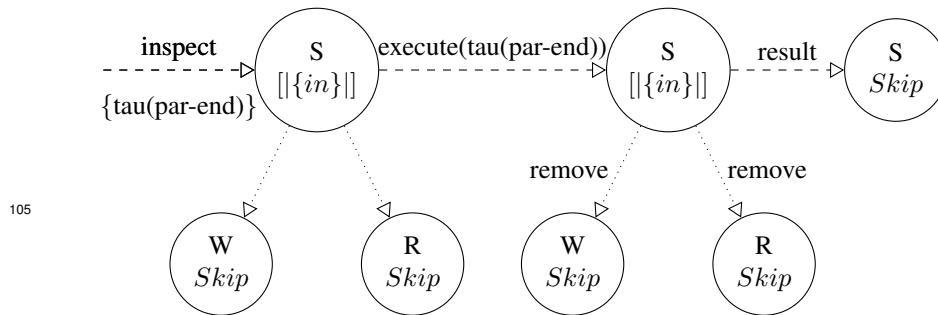 inspect
{tau(par-end)}
S
[|{in}|]
execute(tau(par-end))
S
[|{in}|]
result
S
Skip
remove
remove
105
W
Skip
R
Skip
W
Skip
R
Skip